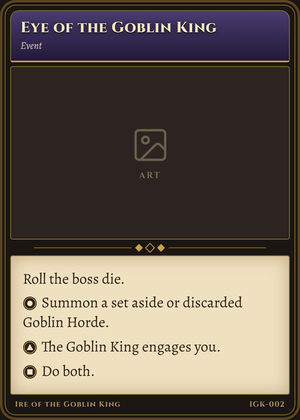 Eye of the Goblin King
Event
ART
Roll the boss die.
Summon a set aside or discarded
Goblin Horde.
The Goblin King engages you.
Do both.
Ire of the Goblin King
IGK-002